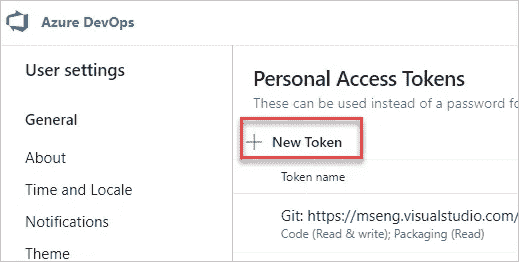 Azure DevOps
User settings
General
About
Time and Locale
Notifications
Theme
Personal Access Tokens
These can be used instead of a password fo
+ New Token
Token name
Git: https://mseng.visualstudio.com/
Code (Read & write); Packaging (Read)